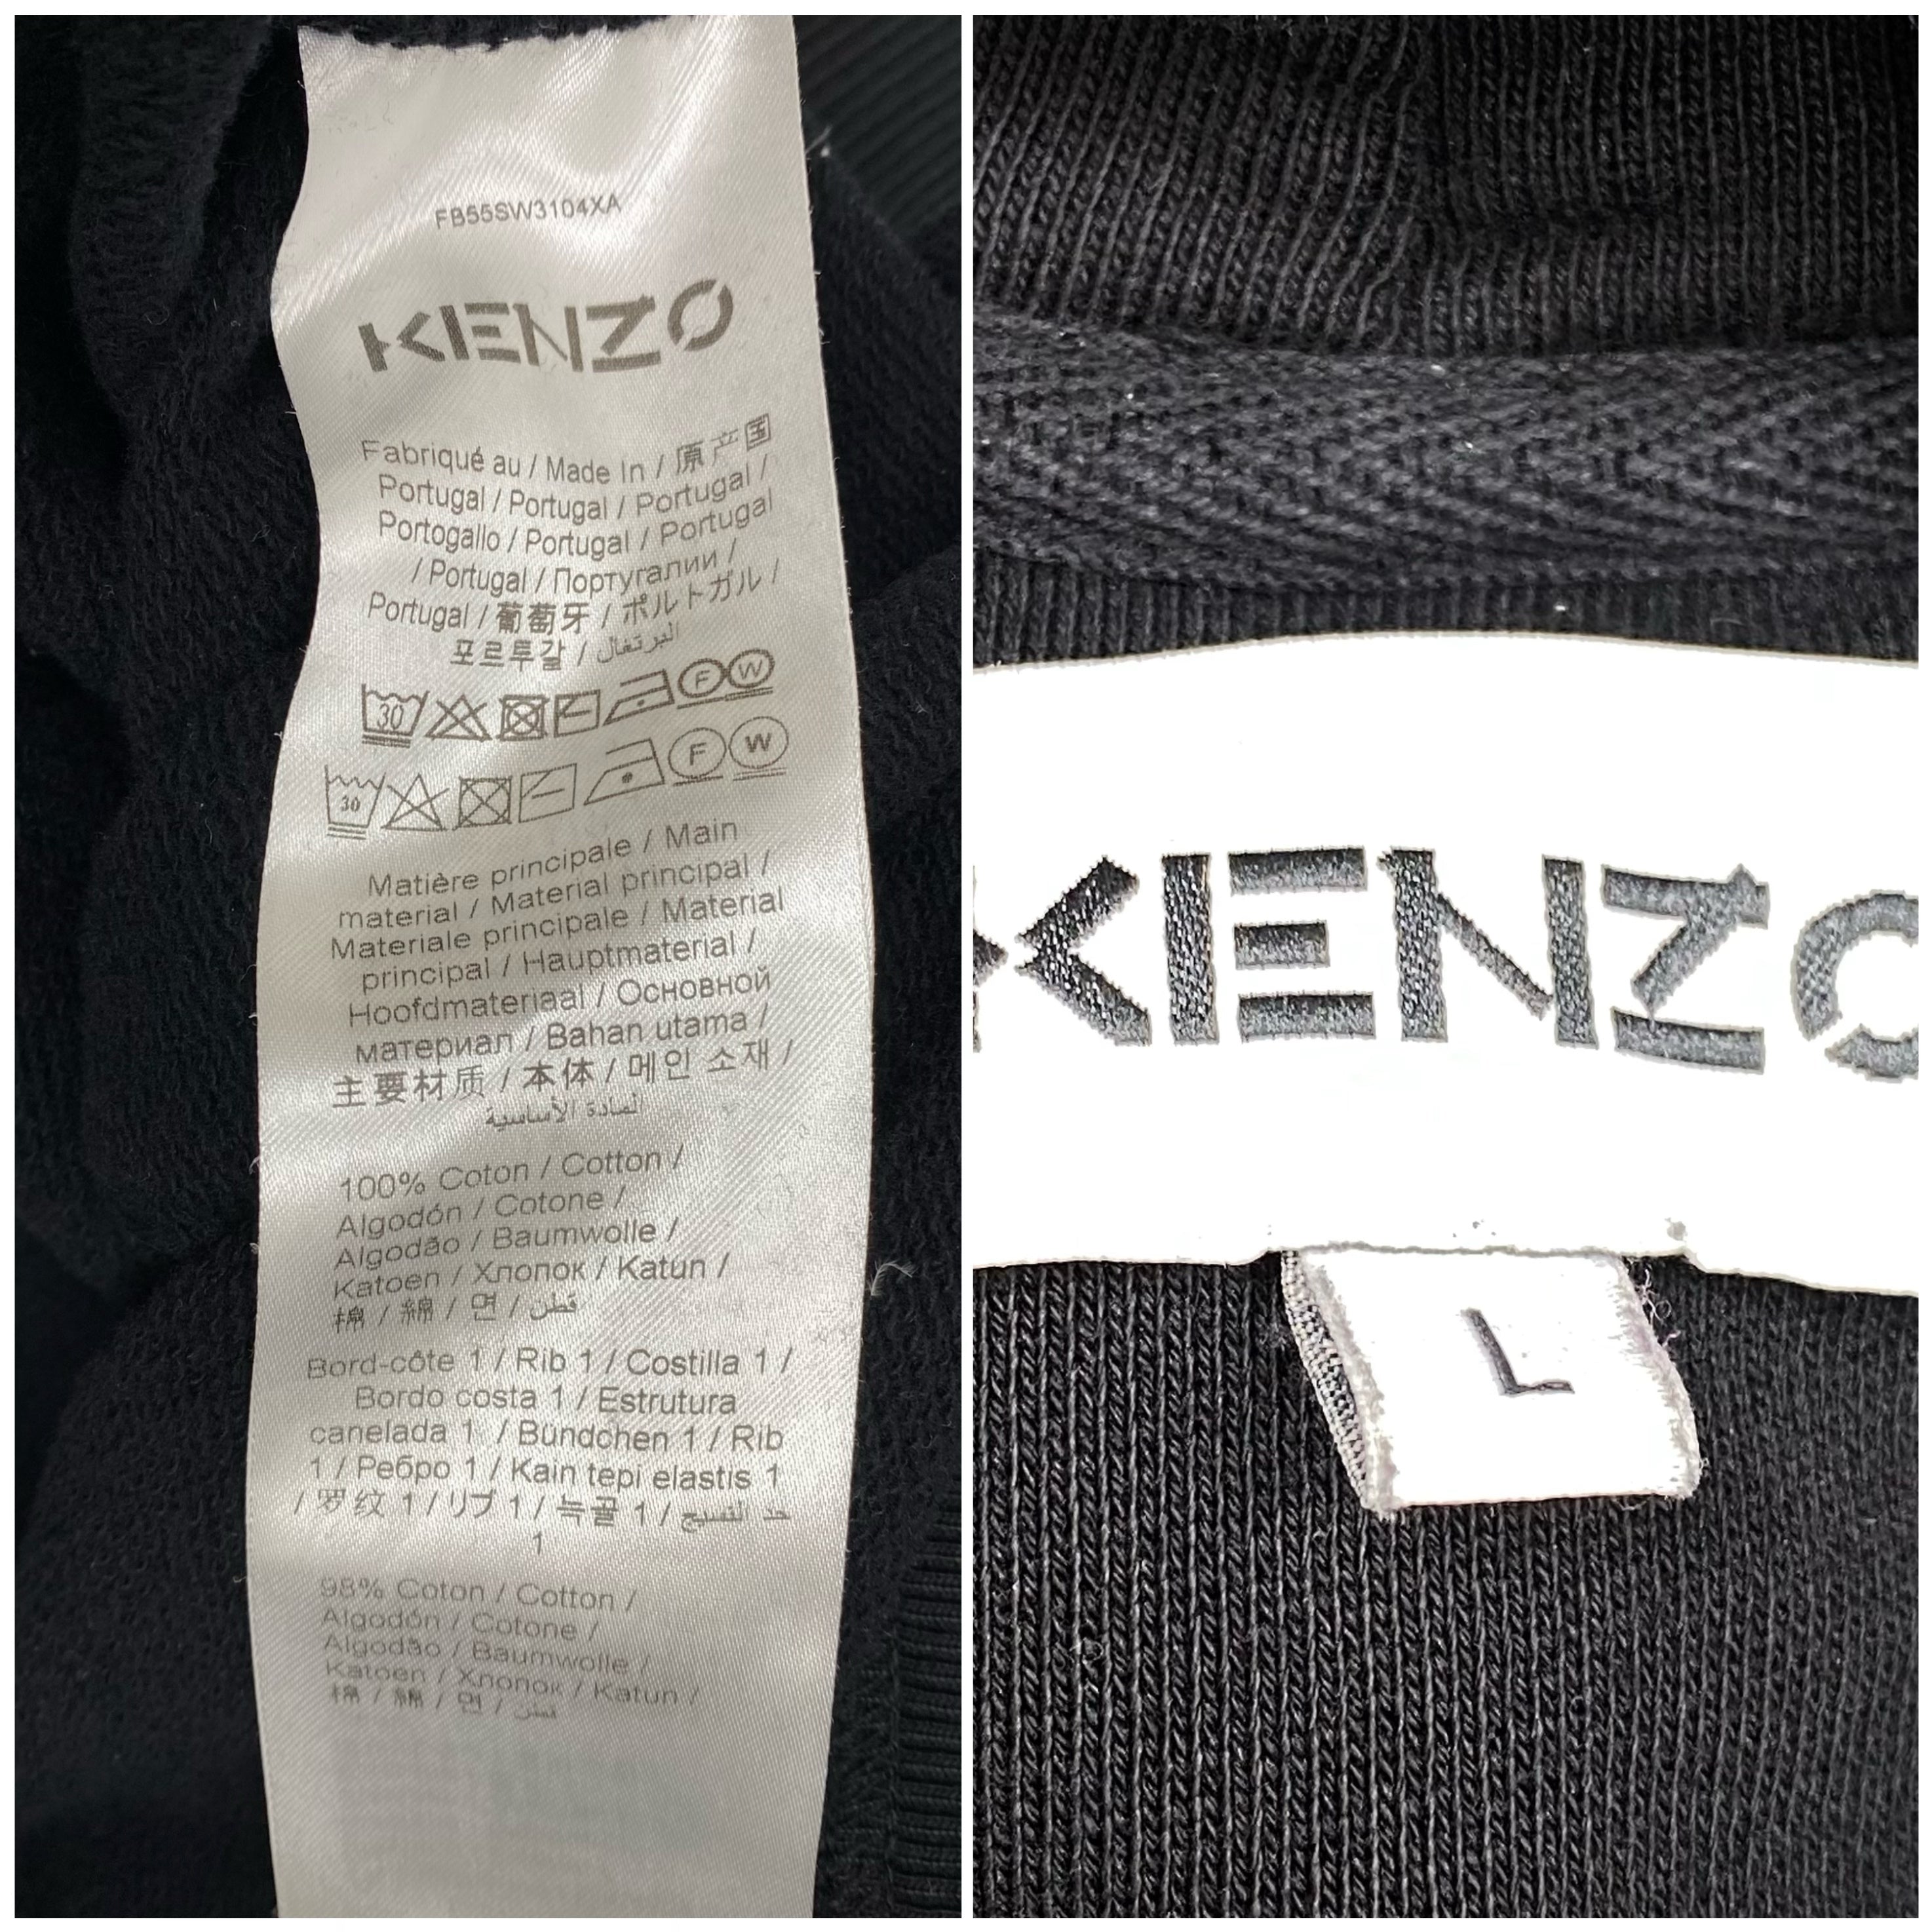 FB55SW3104XA
KENZO
Fabriqué au / Made In / 原产国
Portugal / Portugal / Portugal /
Portogallo / Portugal / Portugal
/ Portugal / Португалии /
Portugal / 葡萄牙 / ポルトガル /
포르투갈 / البرتغال
30 F W
30 F W
Matière principale / Main
material / Material principal /
Materiale principale / Material
principal / Hauptmaterial /
Hoofdmateriaal / Основной
материал / Bahan utama /
主要材质 / 本体 / 메인 소재 /
المادة الأساسية
100% Coton / Cotton /
Algodón / Cotone /
Algodão / Baumwolle /
Katoen / Хлопок / Katun /
棉 / 綿 / 면 / قطن
Bord-côte 1 / Rib 1 / Costilla 1 /
Bordo costa 1 / Estrutura
canelada 1 / Bündchen 1 / Rib
1 / Ребро 1 / Kain tepi elastis 1
/ 罗纹 1 / リブ 1 / 늑골 1 /
1
98% Coton / Cotton /
Algodón / Cotone /
Algodão / Baumwolle /
Katoen / Хлопок / Katun /
棉 / 綿 / 면 / قطن
KENZO
L